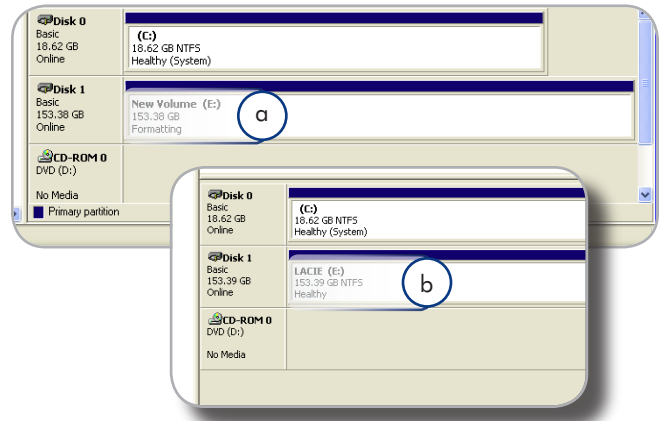 Disk 0
Basic
18.62 GB
Online
(C:)
18.62 GB NTFS
Healthy (System)
Disk 1
Basic
153.38 GB
Online
New Volume (E:)
153.38 GB
Formatting
a
CD-ROM 0
DVD (D:)
No Media
Primary partition
Disk 0
Basic
18.62 GB
Online
(C:)
18.62 GB NTFS
Healthy (System)
Disk 1
Basic
153.39 GB
Online
LACIE (E:)
153.39 GB NTFS
Healthy
b
CD-ROM 0
DVD (D:)
No Media